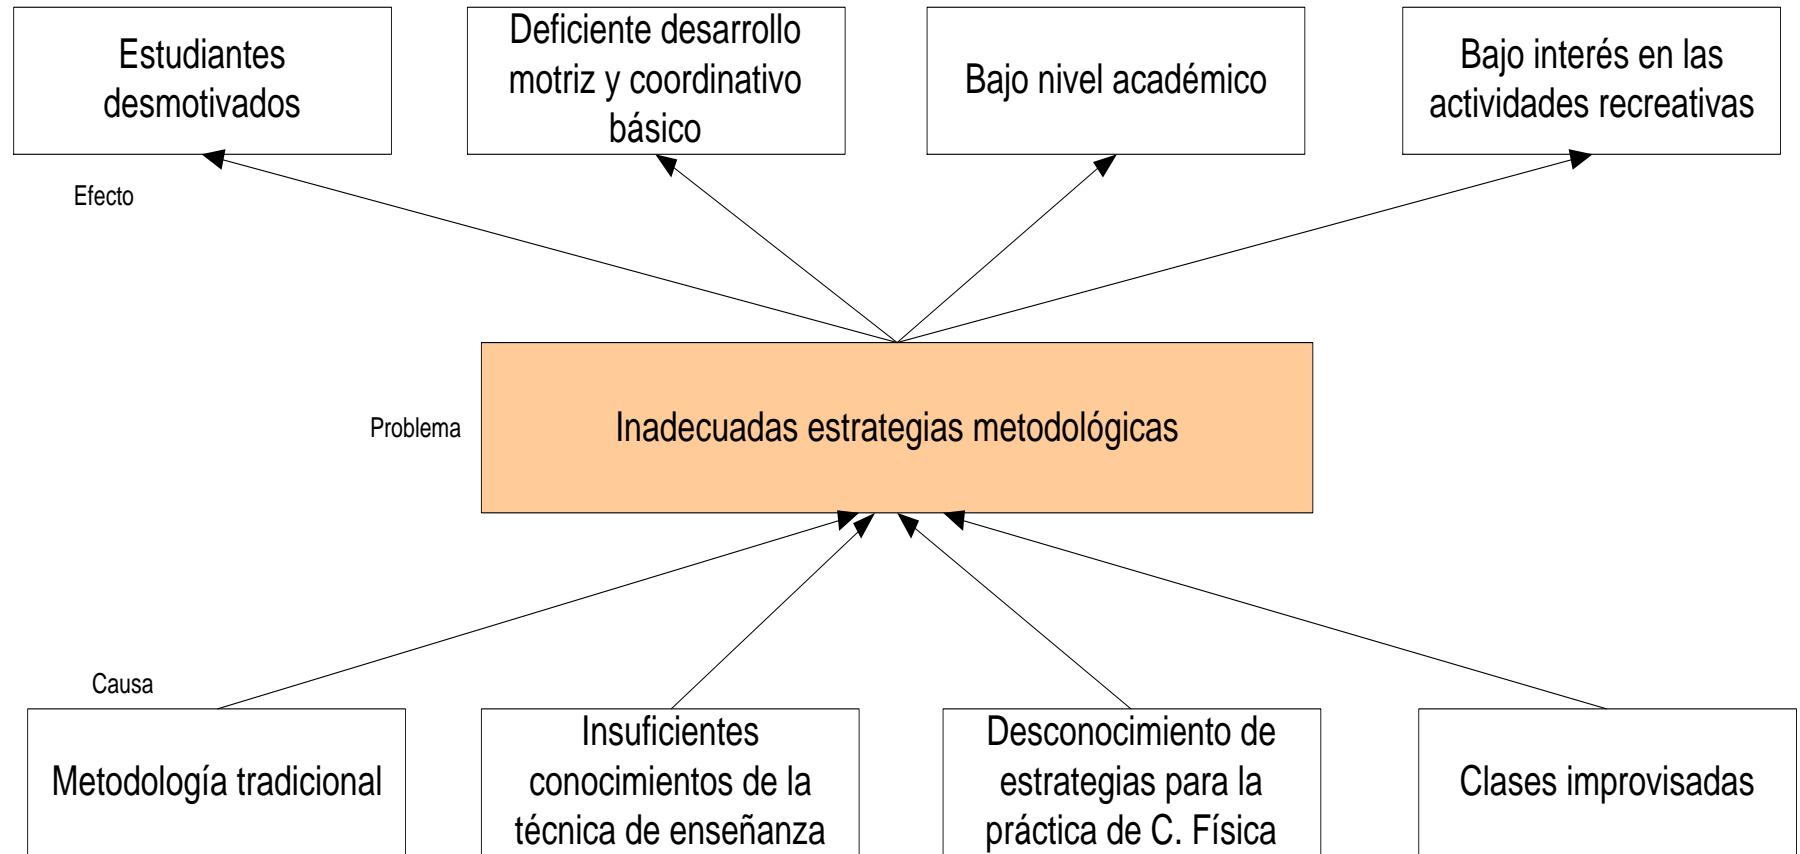 Estudiantes
desmotivados
Deficiente desarrollo
motriz y coordinativo
básico
Bajo nivel académico
Bajo interés en las
actividades recreativas
Efecto
Problema
Inadecuadas estrategias metodológicas
Causa
Metodología tradicional
Insuficientes
conocimientos de la
técnica de enseñanza
Desconocimiento de
estrategias para la
práctica de C. Física
Clases improvisadas